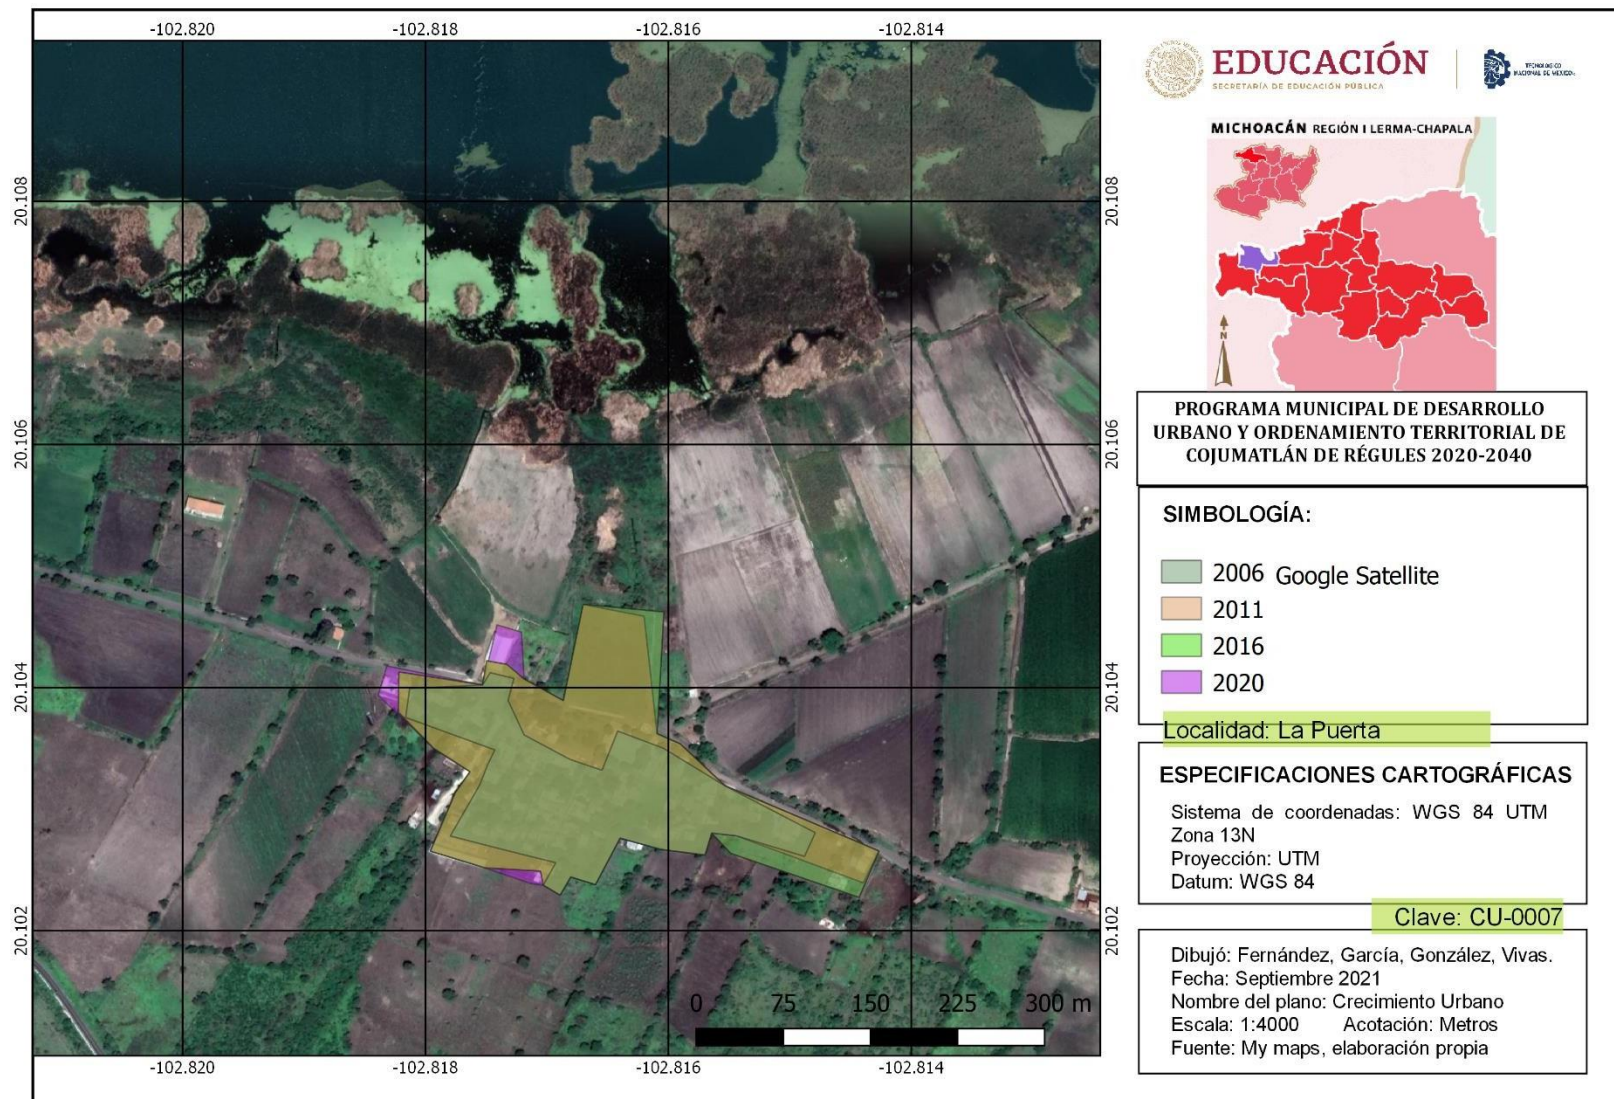 -102.820 -102.818 -102.816 -102.814
20.108 20.108
20.106 20.106
20.104 20.104
20.102 20.102
0 75 150 225 300 m
-102.820 -102.818 -102.816 -102.814
EDUCACIÓN
SECRETARÍA DE EDUCACIÓN PÚBLICA
TECNOLÓGICO
NACIONAL DE MÉXICO
MICHOACÁN REGIÓN I LERMA-CHAPALA
N
PROGRAMA MUNICIPAL DE DESARROLLO
URBANO Y ORDENAMIENTO TERRITORIAL DE
COJUMATLÁN DE RÉGULES 2020-2040
SIMBOLOGÍA:
2006 Google Satellite
2011
2016
2020
Localidad: La Puerta
ESPECIFICACIONES CARTOGRÁFICAS
Sistema de coordenadas: WGS 84 UTM
Zona 13N
Proyección: UTM
Datum: WGS 84
Clave: CU-0007
Dibujó: Fernández, García, González, Vivas.
Fecha: Septiembre 2021
Nombre del plano: Crecimiento Urbano
Escala: 1:4000 Acotación: Metros
Fuente: My maps, elaboración propia